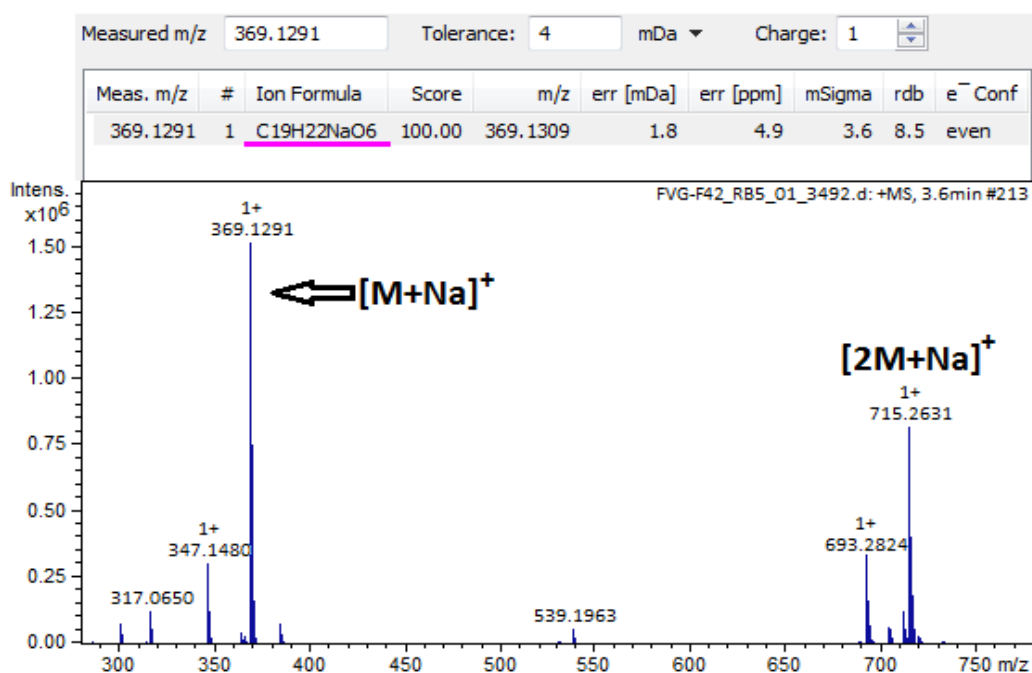 Measured m/z 369.1291 Tolerance: 4 mDa Charge: 1
Meas. m/z # Ion Formula Score m/z err [mDa] err [ppm] mSigma rdb e⁻ Conf
369.1291 1 C19H22NaO6 100.00 369.1309 1.8 4.9 3.6 8.5 even
Intens.
x10⁶
FVG-F42_RB5_01_3492.d: +MS, 3.6min #213
1+
369.1291
1.50
[M+Na]⁺
1.25
[2M+Na]⁺
1.00
1+
715.2631
0.75
1+
693.2824
0.50
1+
347.1480
0.25
317.0650
539.1963
0.00
300 350 400 450 500 550 600 650 700 750 m/z